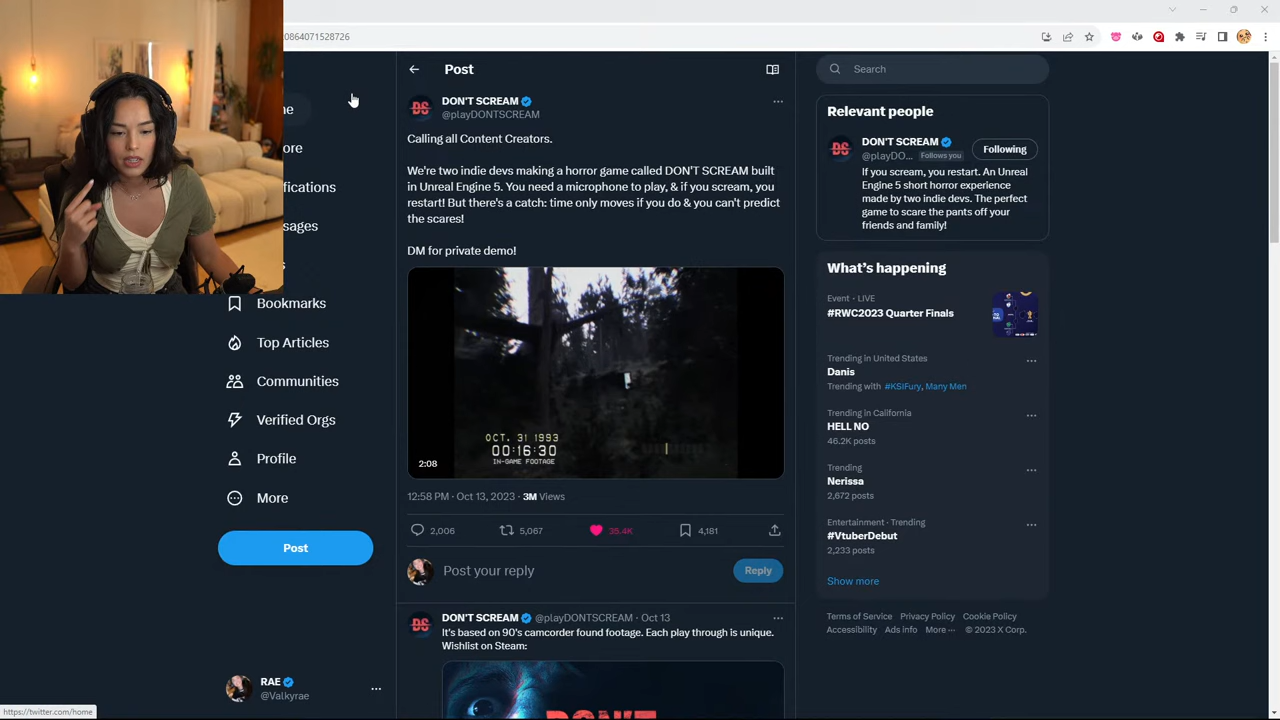 0864071528726
ne
ore
ifications
sages
s
Bookmarks
Top Articles
Communities
Verified Orgs
Profile
More
Post
RAE
@Valkyrae
https://twitter.com/home
Post
DON'T SCREAM
@playDONTSCREAM
Calling all Content Creators.
We're two indie devs making a horror game called DON'T SCREAM built
in Unreal Engine 5. You need a microphone to play, & if you scream, you
restart! But there's a catch: time only moves if you do & you can't predict
the scares!
DM for private demo!
OCT. 31 1993
00:16:30
IN-GAME FOOTAGE
2:08
12:58 PM · Oct 13, 2023 · 3M Views
2,006 5,067 35.4K 4,181
Post your reply
Reply
DON'T SCREAM @playDONTSCREAM · Oct 13
It's based on 90's camcorder found footage. Each play through is unique.
Wishlist on Steam:
DON'T
Search
Relevant people
DON'T SCREAM
@playDO... Follows you
Following
If you scream, you restart. An Unreal
Engine 5 short horror experience
made by two indie devs. The perfect
game to scare the pants off your
friends and family!
What's happening
Event · LIVE
#RWC2023 Quarter Finals
Trending in United States
Danis
Trending with #KSIFury, Many Men
Trending in California
HELL NO
46.2K posts
Trending
Nerissa
2,672 posts
Entertainment · Trending
#VtuberDebut
2,233 posts
Show more
Terms of Service Privacy Policy Cookie Policy
Accessibility Ads info More ··· © 2023 X Corp.